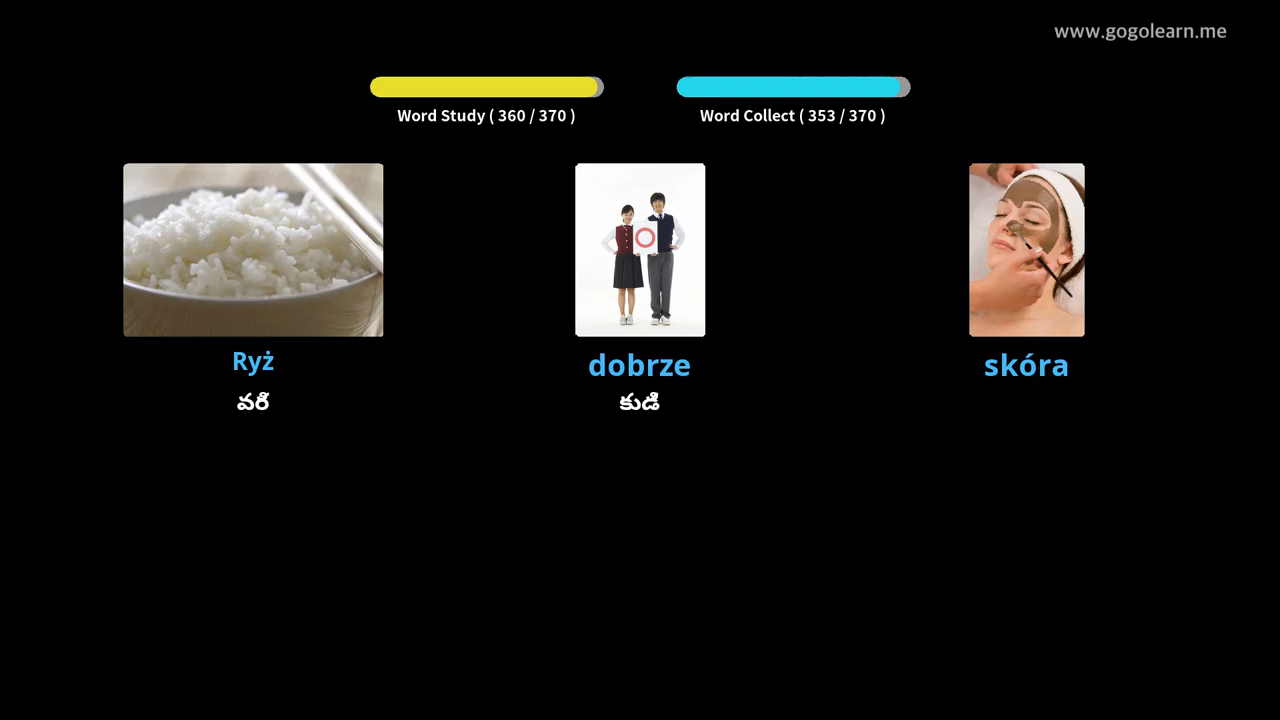 www.gogolearn.me
Word Study ( 360 / 370 )
Word Collect ( 353 / 370 )
Ryż
dobrze
skóra
వరి
కుడి